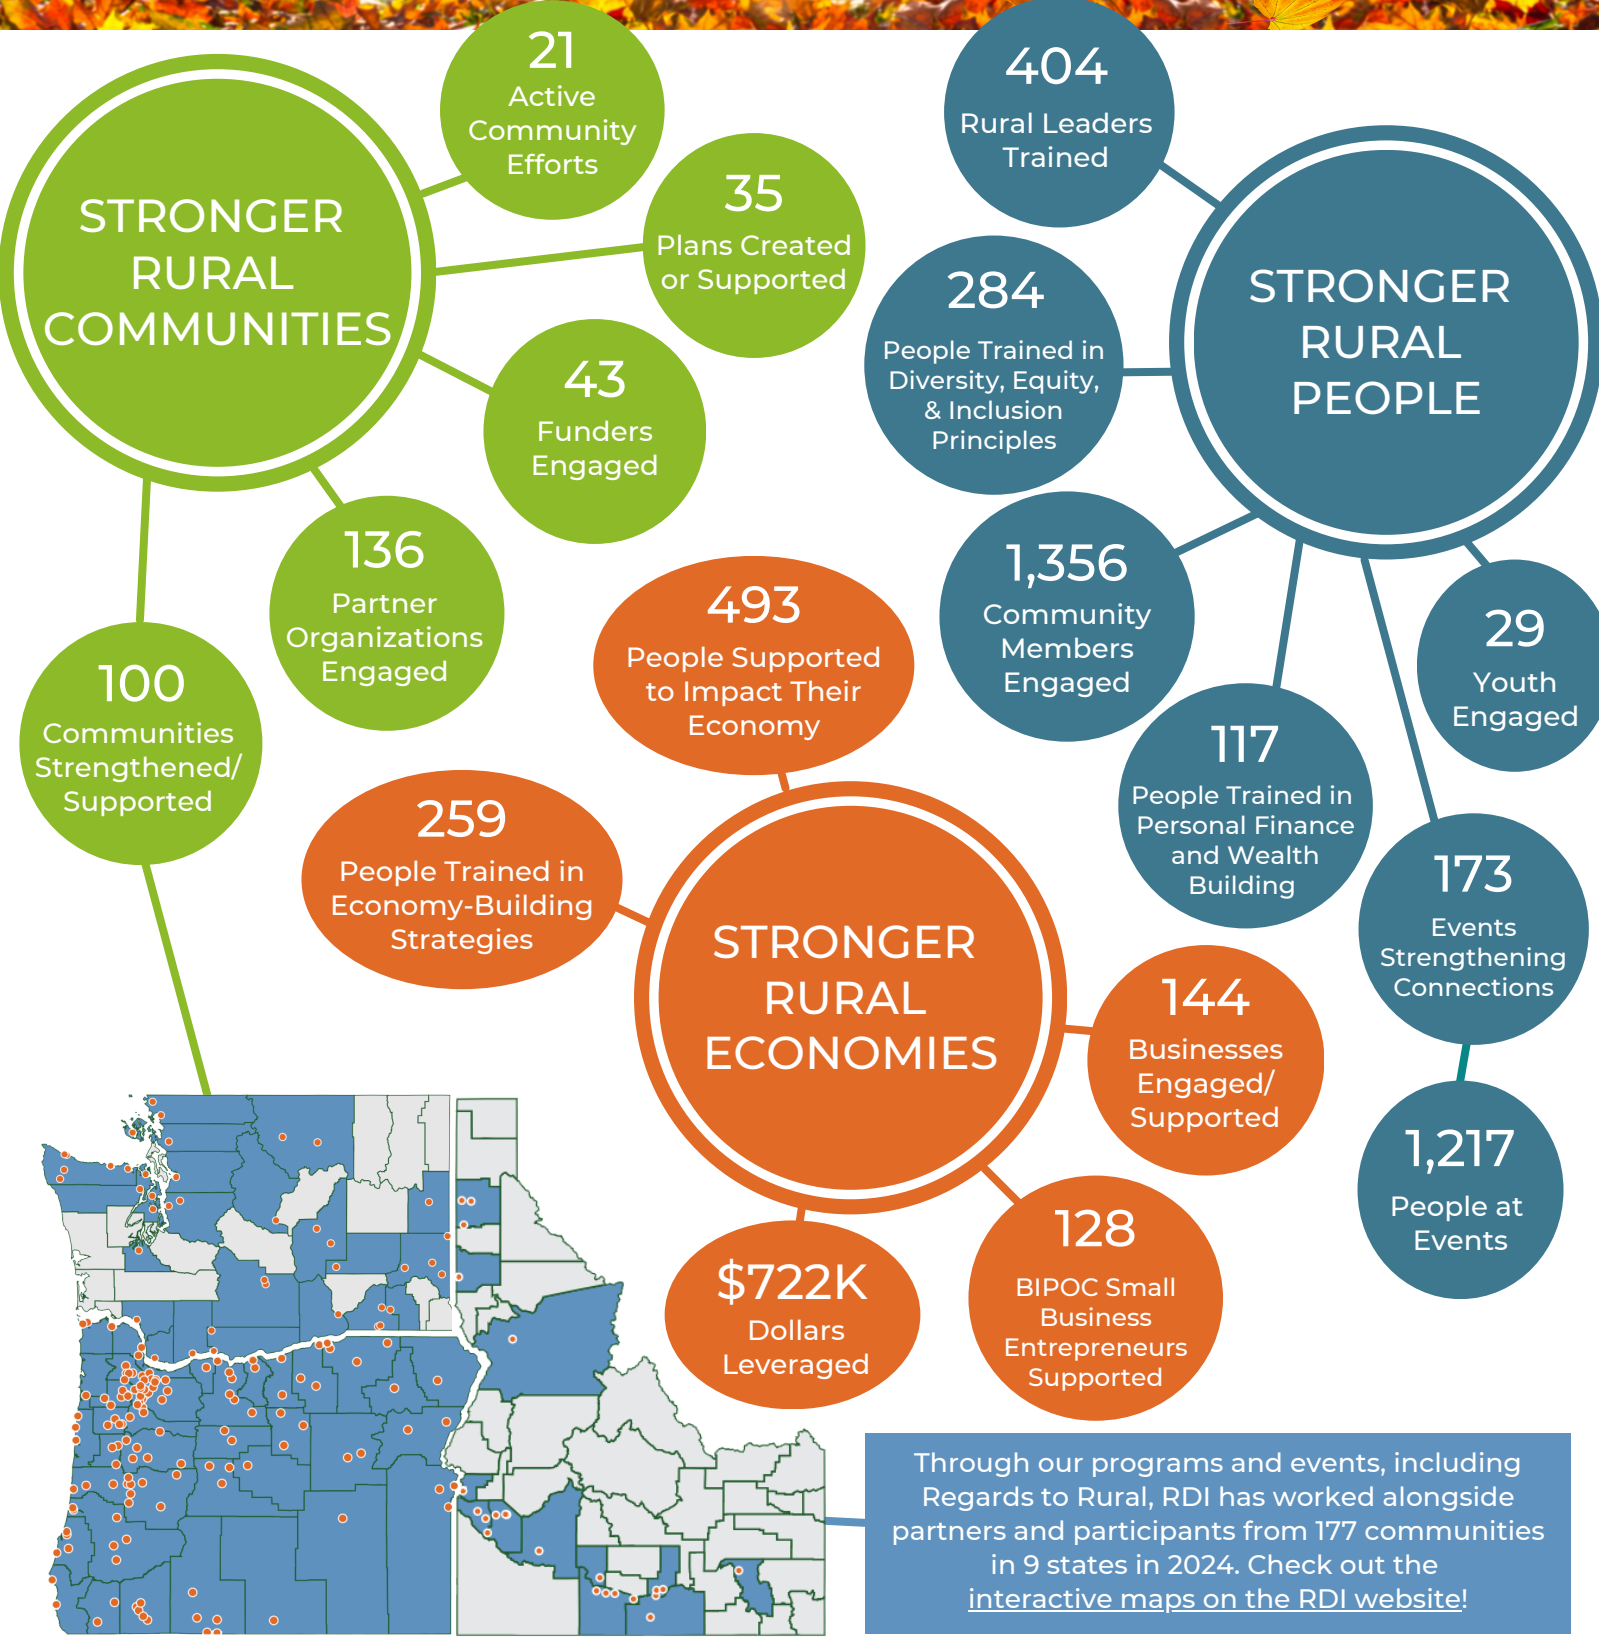 STRONGER
RURAL
COMMUNITIES
21
Active
Community
Efforts
35
Plans Created
or Supported
43
Funders
Engaged
136
Partner
Organizations
Engaged
100
Communities
Strengthened/
Supported
404
Rural Leaders
Trained
STRONGER
RURAL
PEOPLE
284
People Trained in
Diversity, Equity,
& Inclusion
Principles
1,356
Community
Members
Engaged
117
People Trained in
Personal Finance
and Wealth
Building
29
Youth
Engaged
173
Events
Strengthening
Connections
1,217
People at
Events
493
People Supported
to Impact Their
Economy
259
People Trained in
Economy-Building
Strategies
STRONGER
RURAL
ECONOMIES
144
Businesses
Engaged/
Supported
128
BIPOC Small
Business
Entrepreneurs
Supported
$722K
Dollars
Leveraged
Through our programs and events, including
Regards to Rural, RDI has worked alongside
partners and participants from 177 communities
in 9 states in 2024. Check out the
interactive maps on the RDI website!